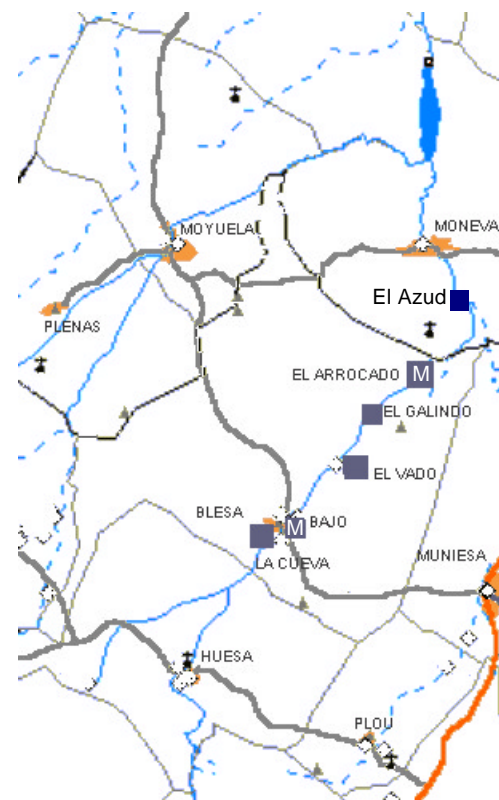 MOYUELA
MONEVA
El Azud
PLENAS
EL ARROCADO M
EL GALINDO
EL VADO
BLESA
M BAJO
LA CUEVA
MUNIESA
HUESA
PLOU